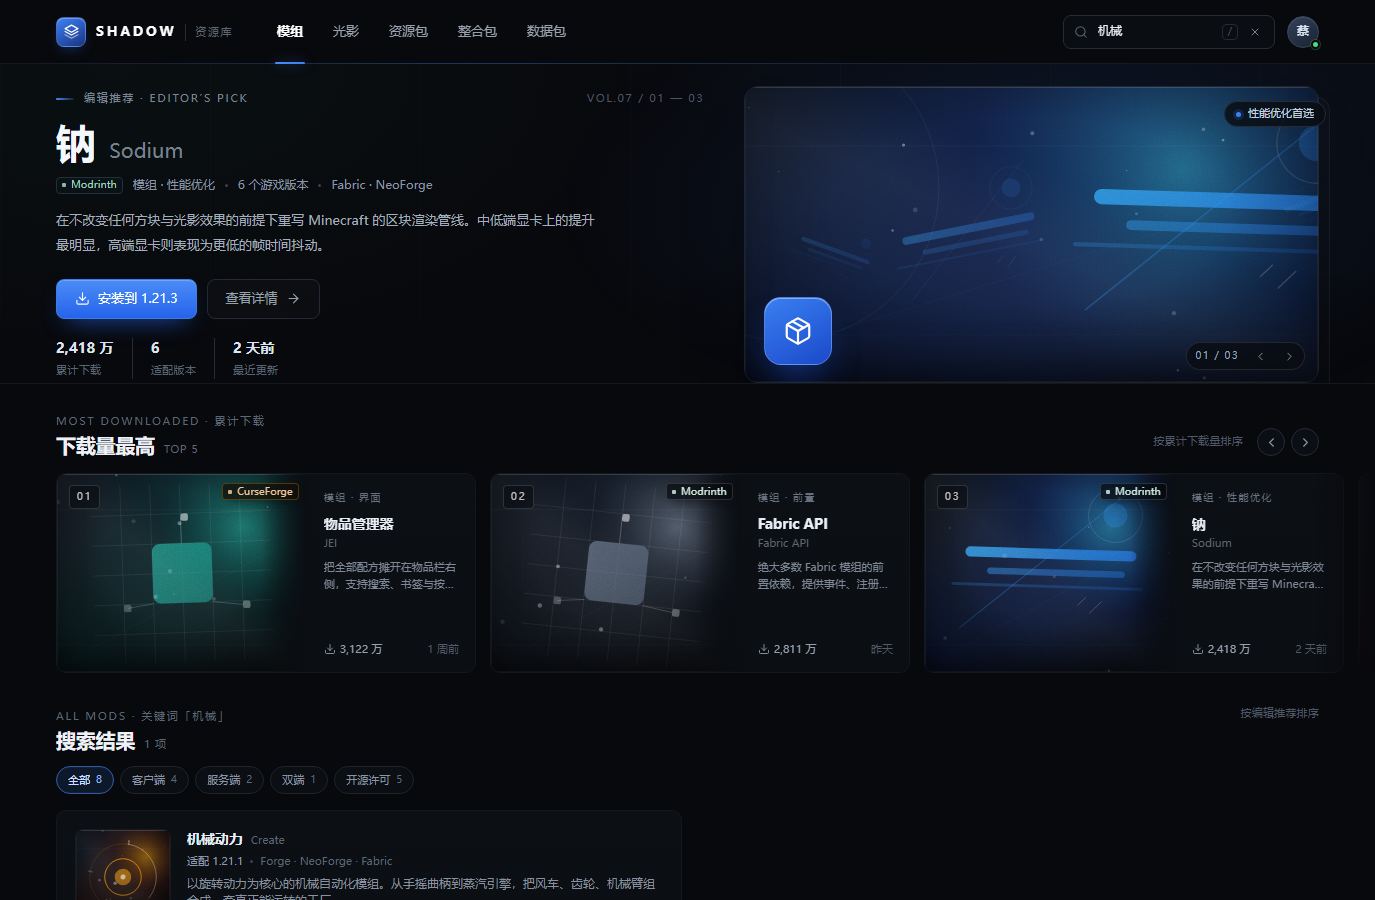 SHADOW 资源库 模组 光影 资源包 整合包 数据包 机械 / 蔡
编辑推荐 · EDITOR'S PICK VOL.07 / 01 — 03
性能优化首选
钠 Sodium
Modrinth 模组 · 性能优化 • 6 个游戏版本 • Fabric · NeoForge
在不改变任何方块与光影效果的前提下重写 Minecraft 的区块渲染管线。中低端显卡上的提升
最明显，高端显卡则表现为更低的帧时间抖动。
安装到 1.21.3 查看详情
2,418 万 6 2 天前
累计下载 适配版本 最近更新
01 / 03
MOST DOWNLOADED · 累计下载
下载量最高 TOP 5
按累计下载量排序
01 CurseForge
模组 · 界面
物品管理器
JEI
把全部配方摊开在物品栏右
侧，支持搜索、书签与按...
3,122 万 1 周前
02 Modrinth
模组 · 前置
Fabric API
Fabric API
绝大多数 Fabric 模组的前
置依赖，提供事件、注册...
2,811 万 昨天
03 Modrinth
模组 · 性能优化
钠
Sodium
在不改变任何方块与光影效
果的前提下重写 Minecra...
2,418 万 2 天前
ALL MODS · 关键词「机械」
搜索结果 1 项
按编辑推荐排序
全部 8 客户端 4 服务端 2 双端 1 开源许可 5
机械动力 Create
适配 1.21.1 • Forge · NeoForge · Fabric
以旋转动力为核心的机械自动化模组。从手摇曲柄到蒸汽引擎，把风车、齿轮、机械臂组